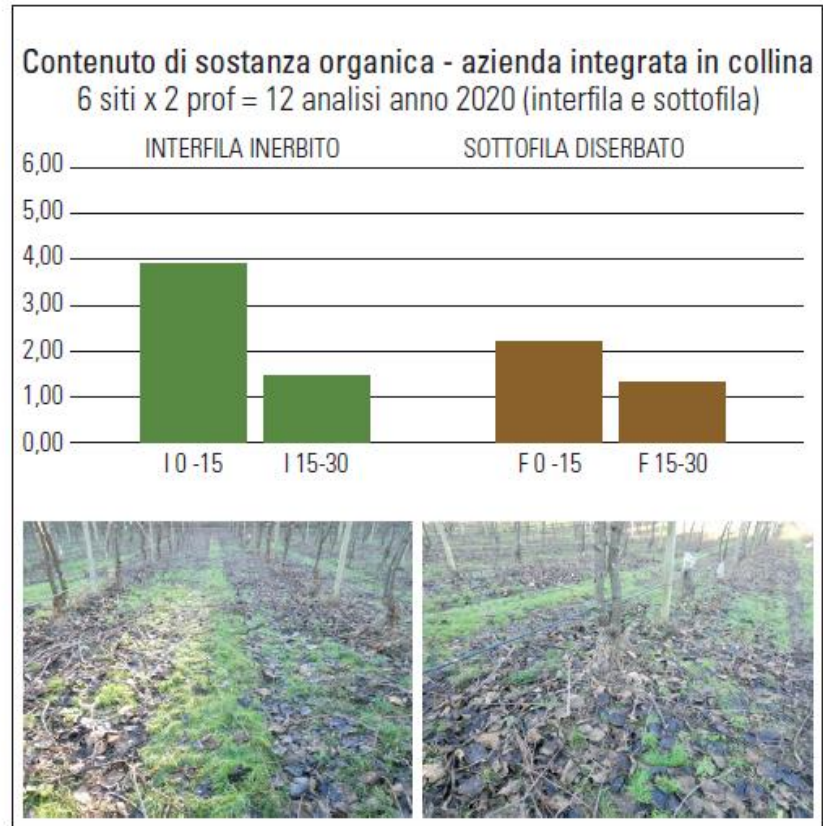 Contenuto di sostanza organica - azienda integrata in collina
6 siti x 2 prof = 12 analisi anno 2020 (interfila e sottofila)
INTERFILA INERBITO SOTTOFILA DISERBATO
6,00
5,00
4,00
3,00
2,00
1,00
0,00
I 0 -15 I 15-30 F 0 -15 F 15-30